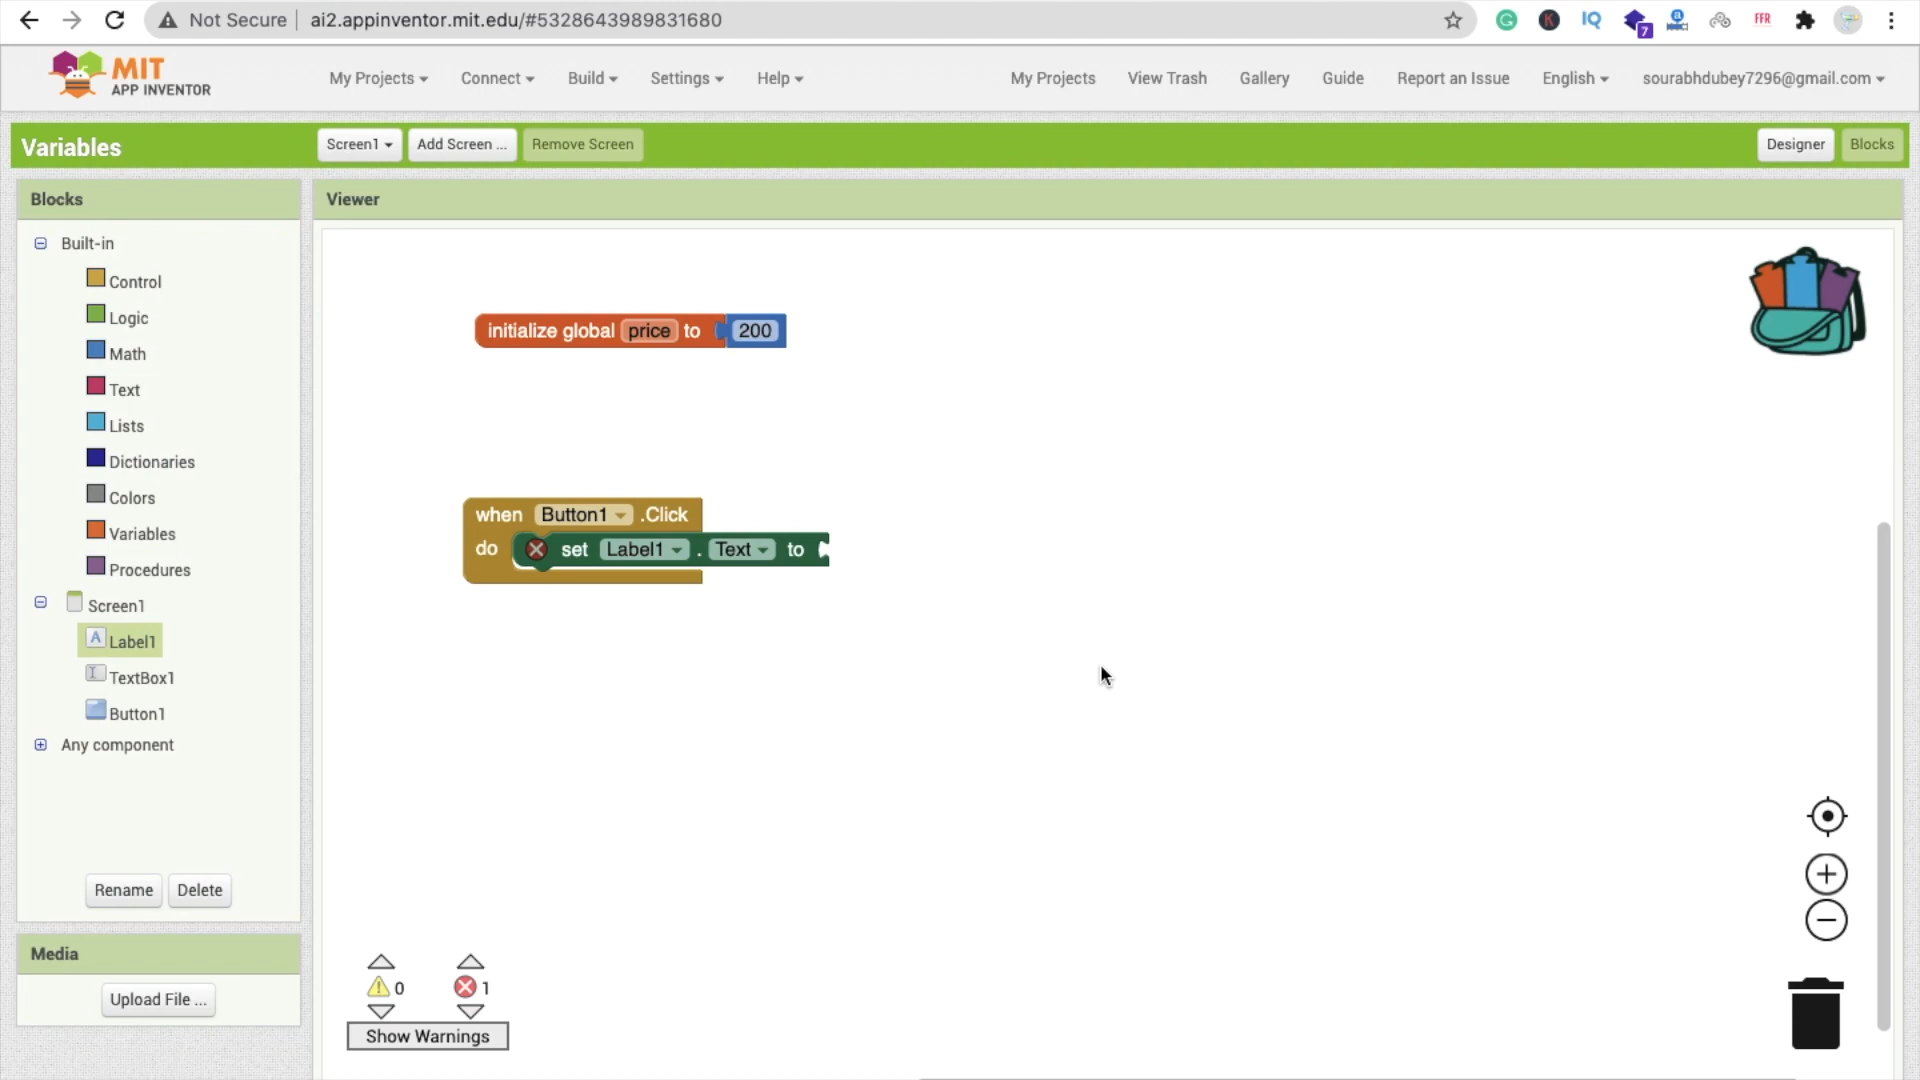 Not Secure
ai2.appinventor.mit.edu/#5328643989831680
IQ
7
FFR
MIT
APP INVENTOR
My Projects
Connect
Build
Settings
Help
My Projects
View Trash
Gallery
Guide
Report an Issue
English
sourabhdubey7296@gmail.com
Variables
Screen1
Add Screen ...
Remove Screen
Designer
Blocks
Blocks
Viewer
Built-in
Control
Logic
Math
Text
Lists
Dictionaries
Colors
Variables
Procedures
Screen1
Label1
TextBox1
Button1
Any component
Rename
Delete
Media
Upload File ...
initialize global price to 200
when Button1 .Click
do set Label1 . Text to
0
1
Show Warnings